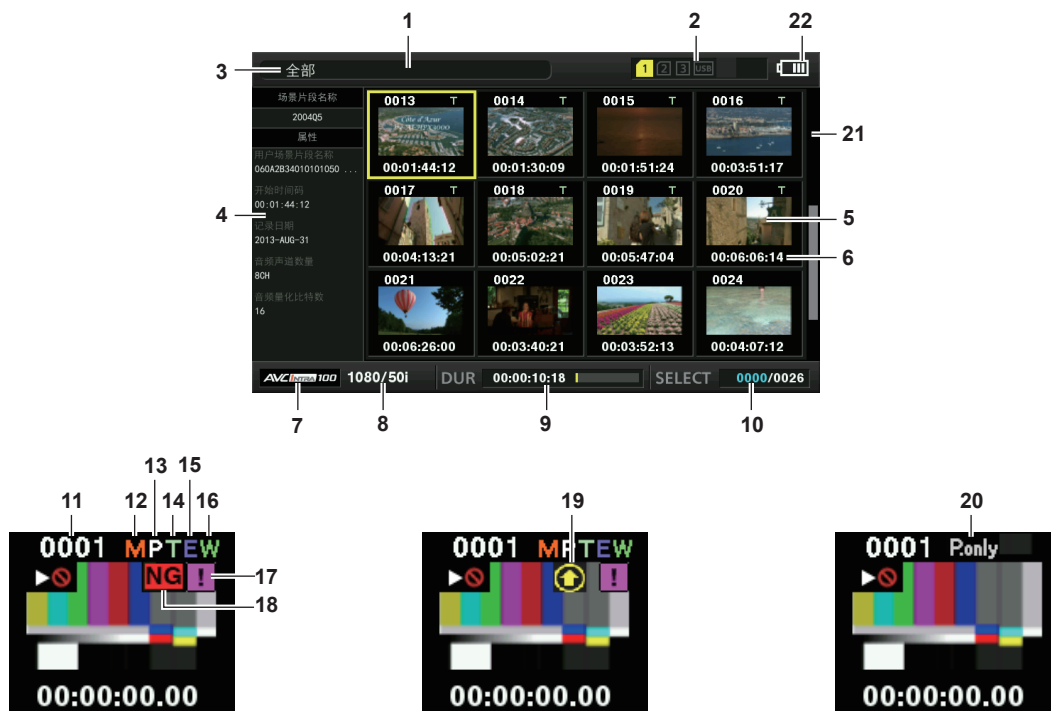 1 2 22
3 全部 1 2 3 USB
场景片段名称
2004Q5
属性
用户场景片段名称
060A2B34010101050 ...
开始时间码
00:01:44:12
记录日期
2013-AUG-31
音频声道数量
8CH
音频量化比特数
16
4
0013 T 0014 T 0015 T 0016 T
Côte d'Azur
00:01:44:12 00:01:30:09 00:01:51:24 00:03:51:17
21
0017 T 0018 T 0019 T 0020 T
5
00:04:13:21 00:05:02:21 00:05:47:04 00:06:06:14
6
0021 0022 0023 0024
00:06:26:00 00:03:40:21 00:03:52:13 00:04:07:12
AVC INTRA 100 1080/50i DUR 00:00:10:18 SELECT 0000/0026
7 8 9 10
13 15
11 12 14 16
0001 MPTEW
NG !
17
18
00:00:00.00
19
0001 MPTEW
!
00:00:00.00
20
0001 P.only
00:00:00.00